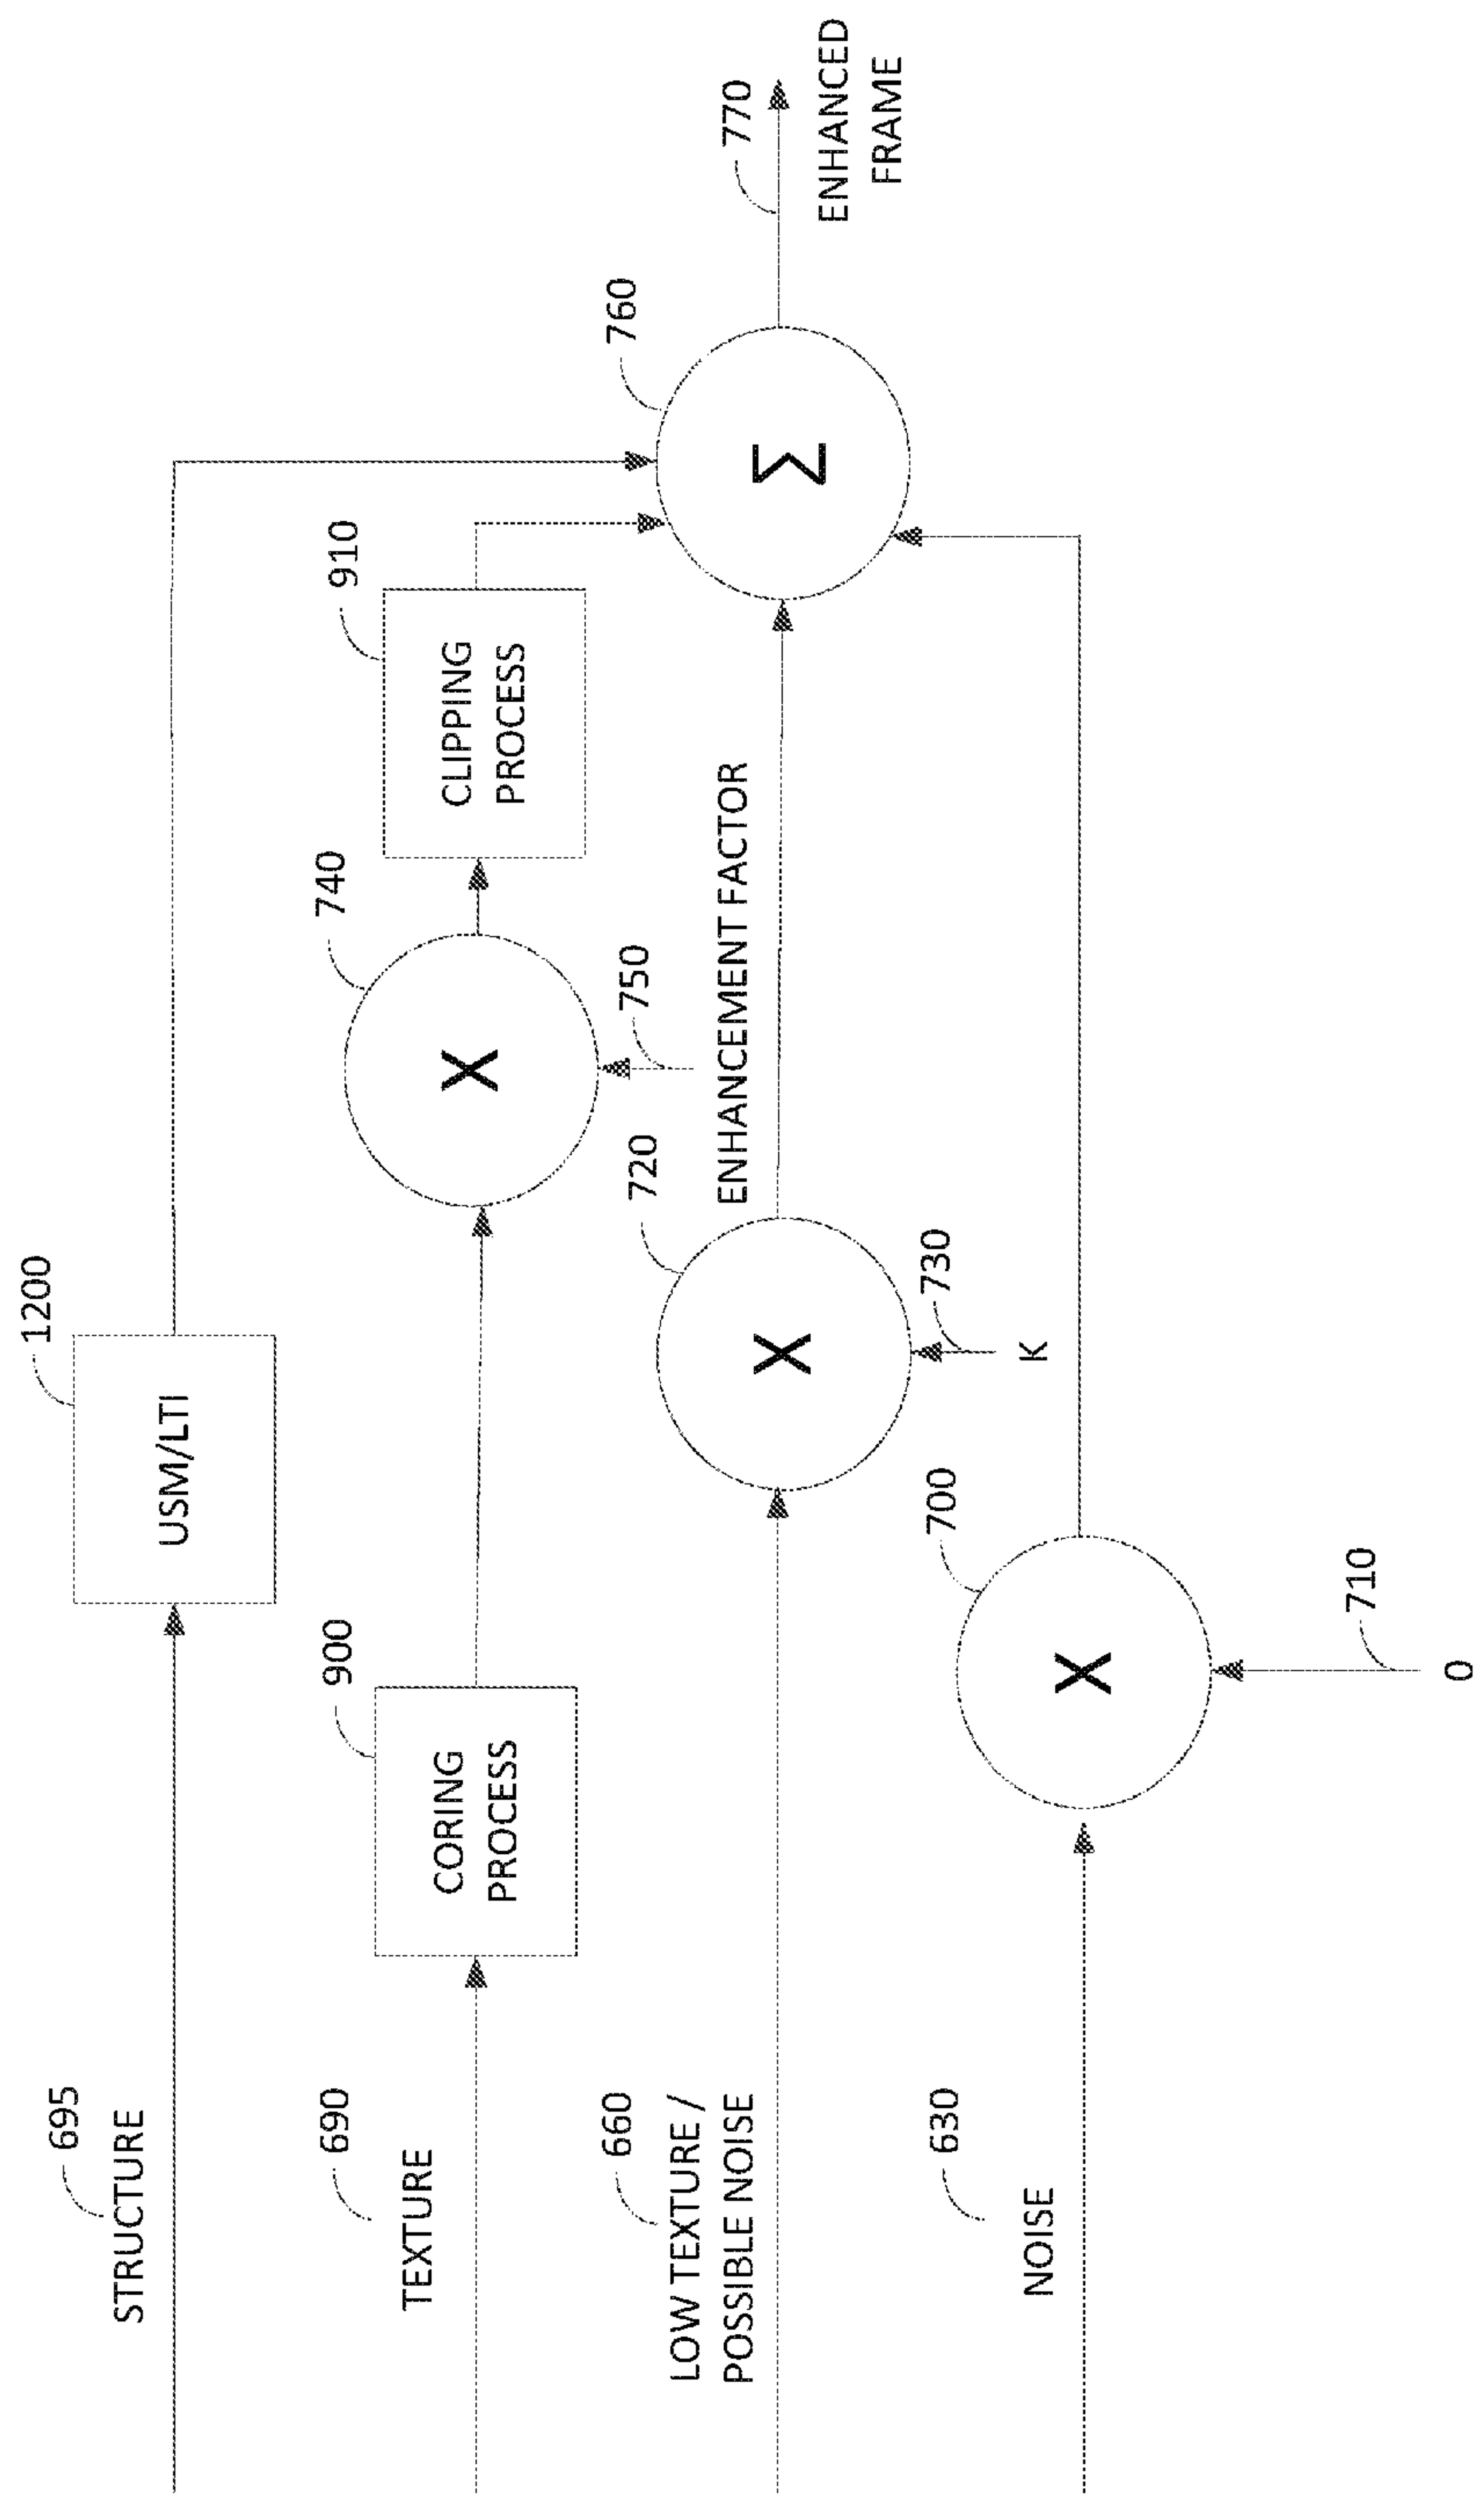 695
STRUCTURE
1200
USM/LTI
690
TEXTURE
900
CORING
PROCESS
740
X
750
ENHANCEMENT FACTOR
910
CLIPPING
PROCESS
660
LOW TEXTURE /
POSSIBLE NOISE
720
X
730
K
760
Σ
770
ENHANCED
FRAME
630
NOISE
700
X
710
0